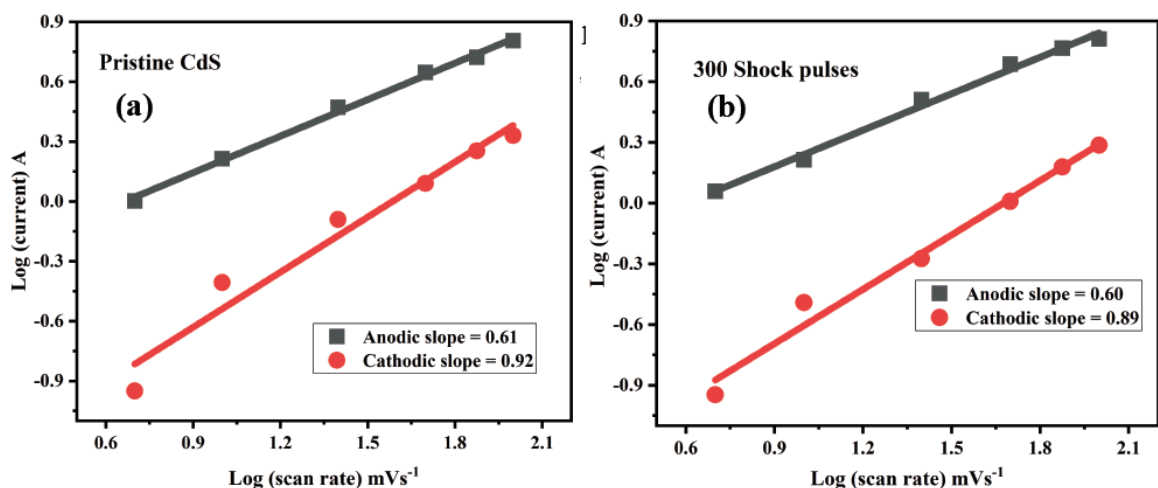 Pristine CdS
(a)
Log (current) A
0.9
0.6
0.3
0.0
-0.3
-0.6
-0.9
Anodic slope = 0.61
Cathodic slope = 0.92
0.6 0.9 1.2 1.5 1.8 2.1
Log (scan rate) mVs⁻¹
300 Shock pulses
(b)
Log (current) A
0.9
0.6
0.3
0.0
-0.3
-0.6
-0.9
Anodic slope = 0.60
Cathodic slope = 0.89
0.6 0.9 1.2 1.5 1.8 2.1
Log (scan rate) mVs⁻¹